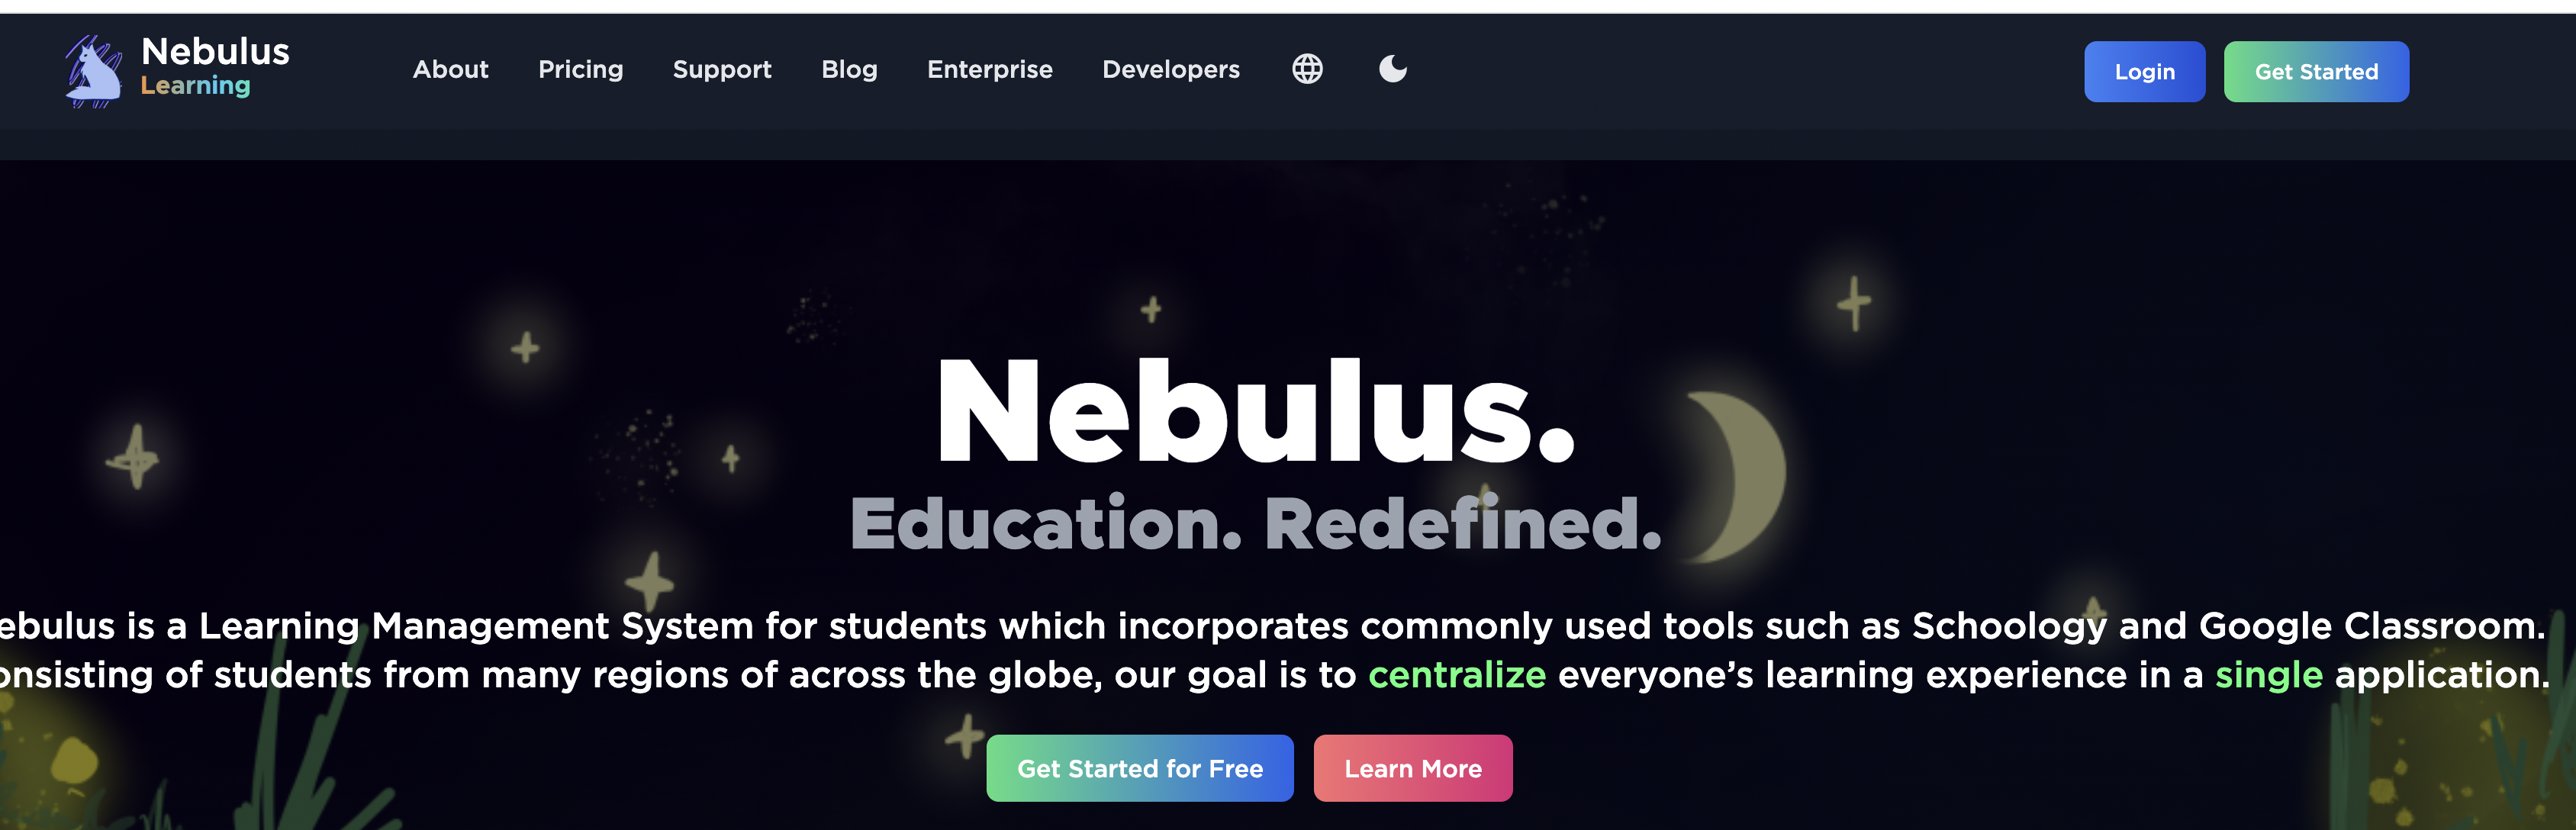 Nebulus
Learning
About Pricing Support Blog Enterprise Developers
Login Get Started
Nebulus.
Education. Redefined.
ebulus is a Learning Management System for students which incorporates commonly used tools such as Schoology and Google Classroom.
onsisting of students from many regions of across the globe, our goal is to centralize everyone’s learning experience in a single application.
Get Started for Free Learn More